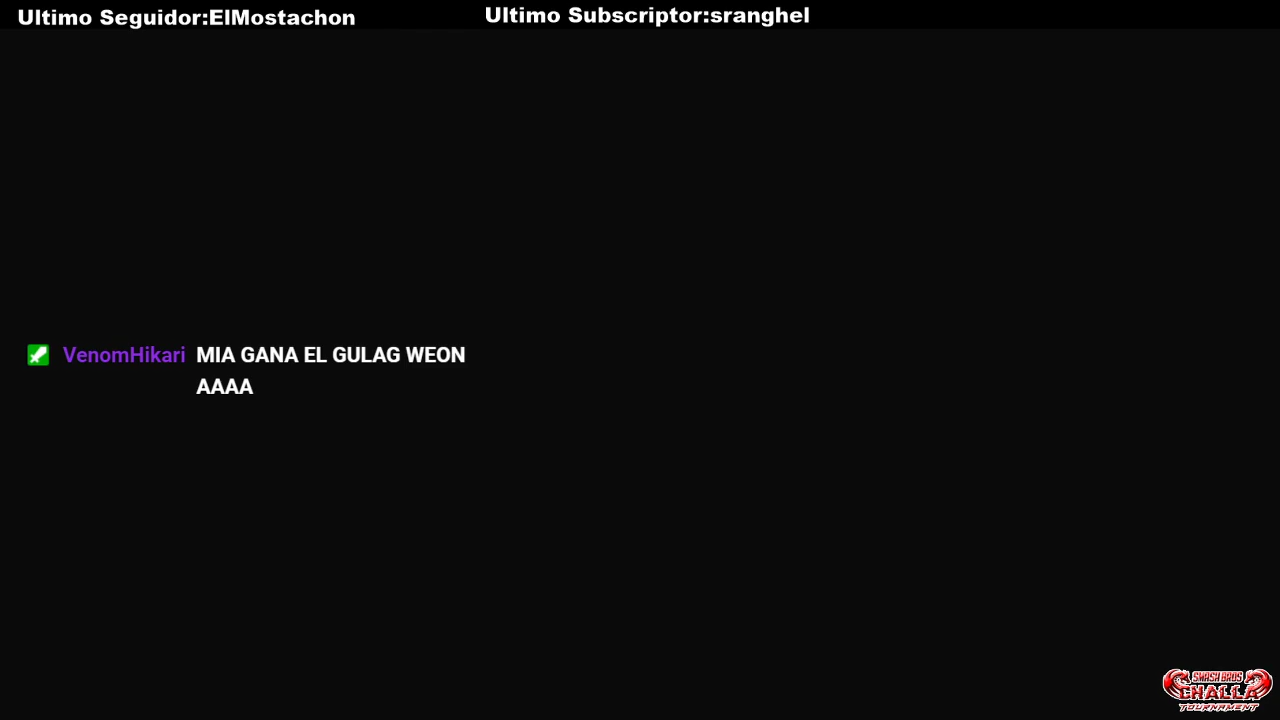 Ultimo Seguidor:ElMostachon
Ultimo Subscriptor:sranghel
VenomHikari MIA GANA EL GULAG WEON
AAAA
SMASH BROS
CHALLA
TOURNAMENT